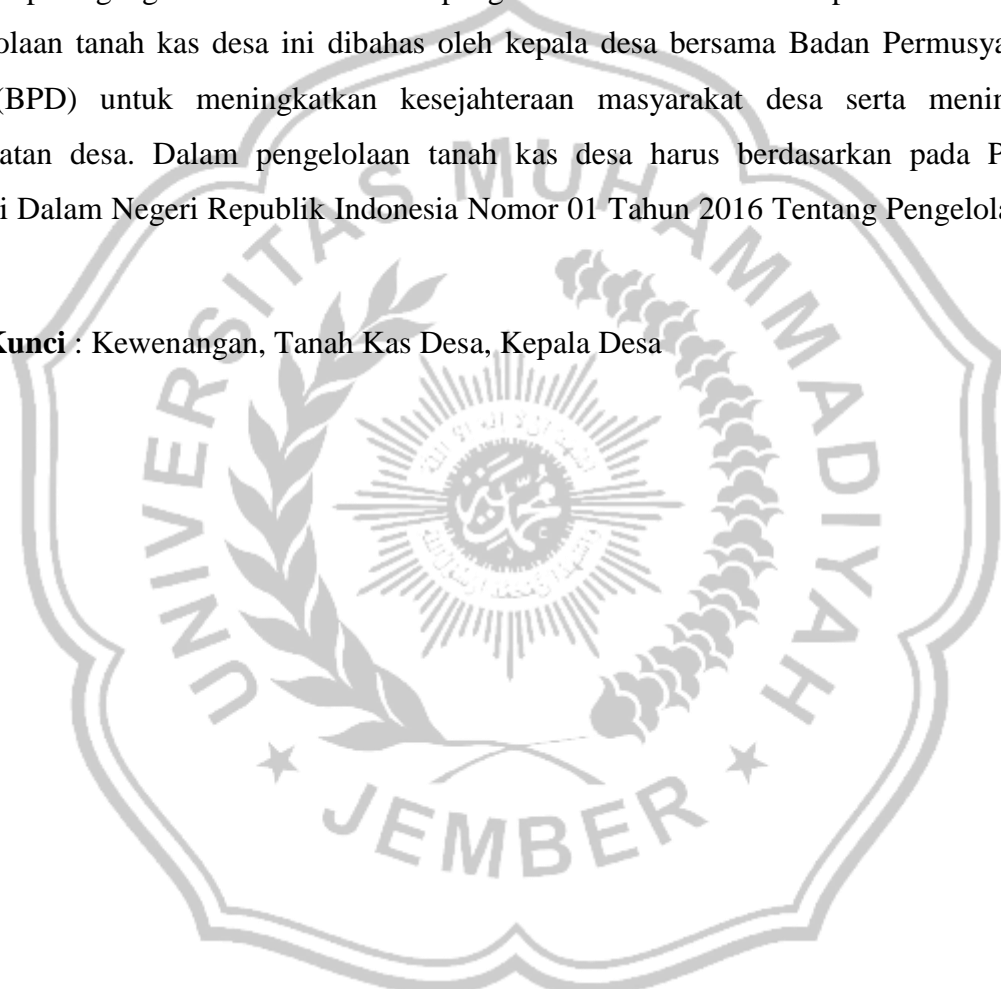 olaan tanah kas desa ini dibahas oleh kepala desa bersama Badan Permusya
(BPD) untuk meningkatkan kesejahteraan masyarakat desa serta menin
atan desa. Dalam pengelolaan tanah kas desa harus berdasarkan pada P
i Dalam Negeri Republik Indonesia Nomor 01 Tahun 2016 Tentang Pengelola
Kunci : Kewenangan, Tanah Kas Desa, Kepala Desa
UNIVERSITAS MUHAMMADIYAH
JEMBER